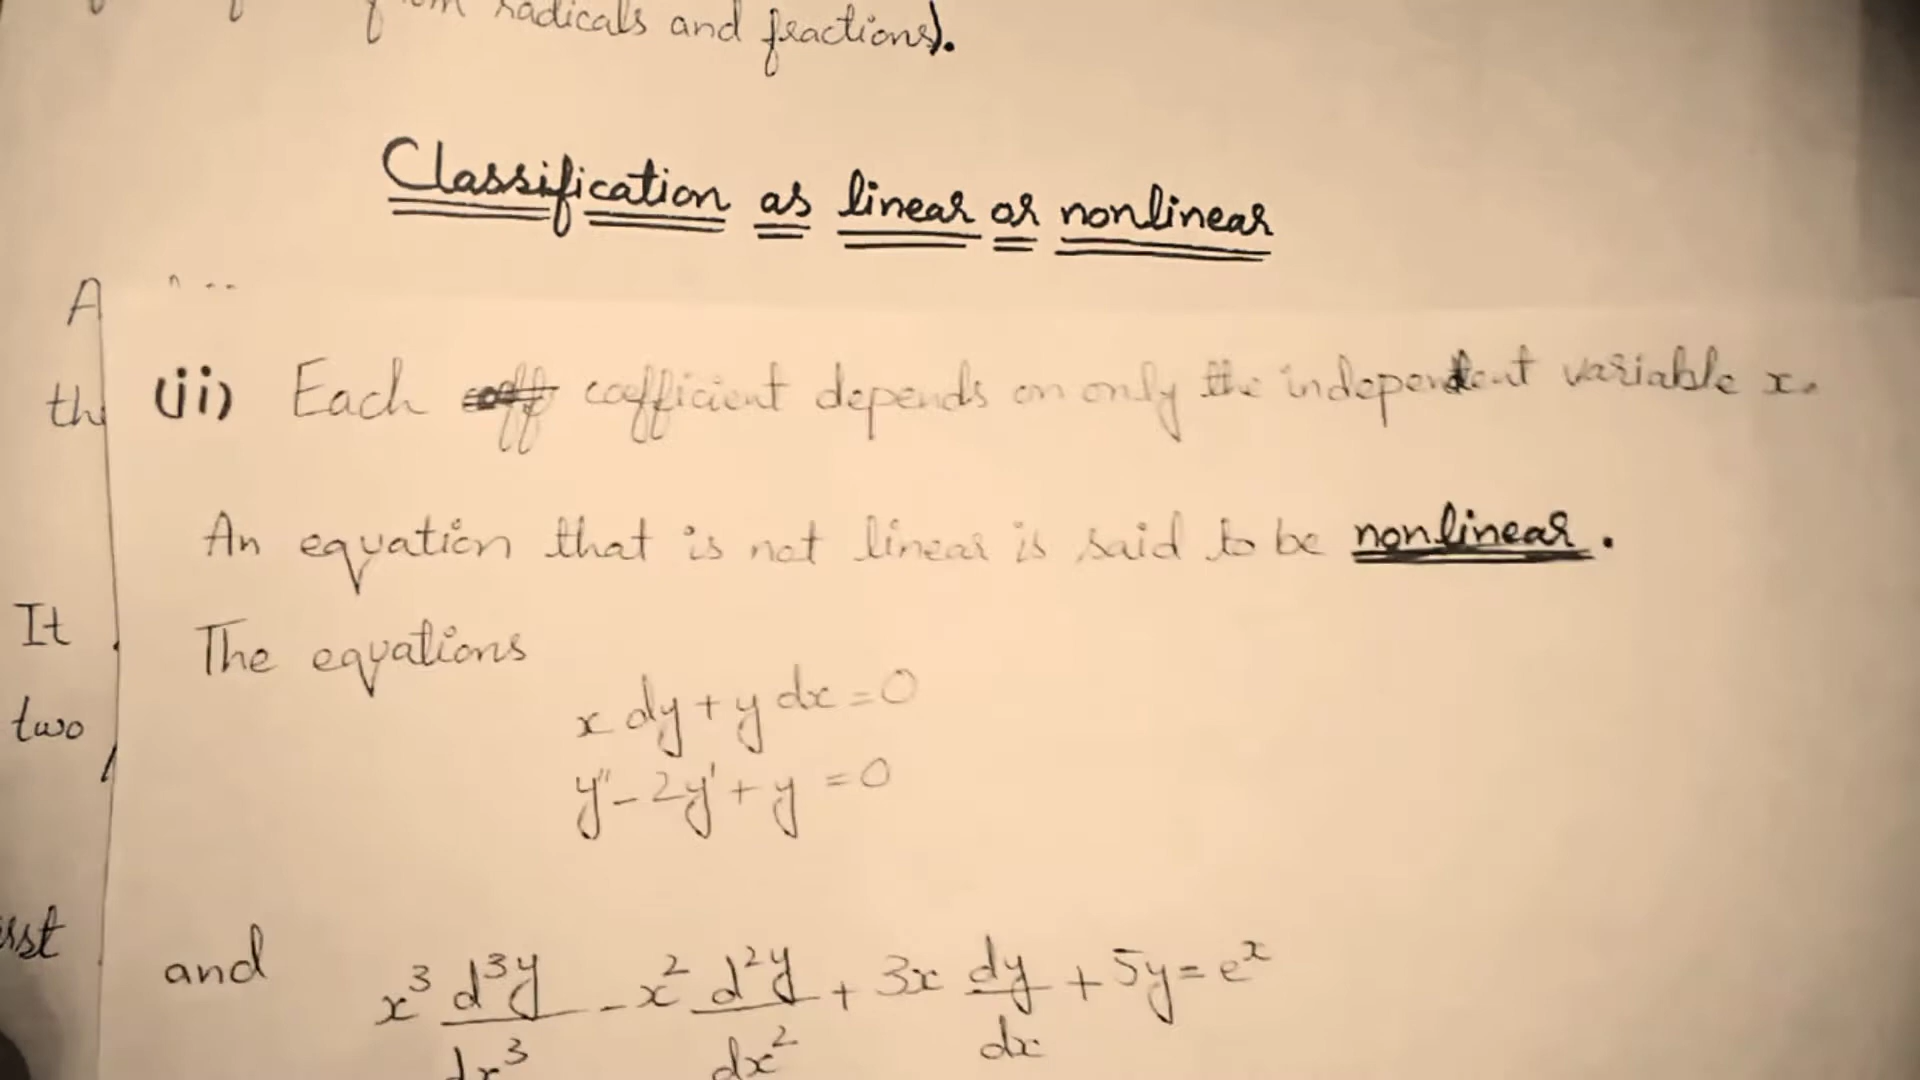 radicals and fractions).
Classification as linear or nonlinear
A
th
(ii) Each coefficient depends on only the independent variable x.
An equation that is not linear is said to be nonlinear.
It
The equations
x dy + y dx = 0
two
y'' - 2y' + y = 0
and x³ d³y/dx³ - x² d²y/dx² + 3x dy/dx + 5y = eˣ